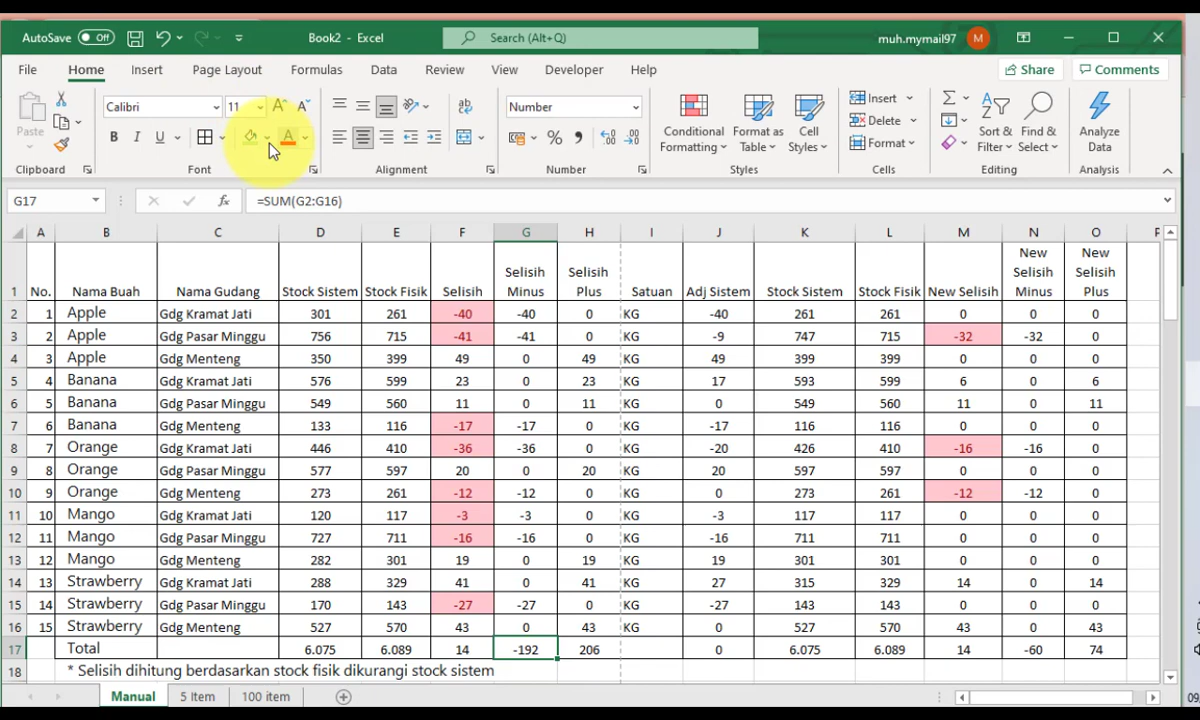 AutoSave Off Book2 - Excel Search (Alt+Q) muh.mymail97 M
File Home Insert Page Layout Formulas Data Review View Developer Help Share Comments
Paste Calibri 11 Number Conditional Formatting Format as Table Cell Styles Insert Delete Format Sort & Filter Find & Select Analyze Data
Clipboard Font Alignment Number Styles Cells Editing Analysis
G17 =SUM(G2:G16)
A B C D E F G H I J K L M N O P
1 No. Nama Buah Nama Gudang Stock Sistem Stock Fisik Selisih Selisih Minus Selisih Plus Satuan Adj Sistem Stock Sistem Stock Fisik New Selisih New Selisih Minus New Selisih Plus
2 1 Apple Gdg Kramat Jati 301 261 -40 -40 0 KG -40 261 261 0 0 0
3 2 Apple Gdg Pasar Minggu 756 715 -41 -41 0 KG -9 747 715 -32 -32 0
4 3 Apple Gdg Menteng 350 399 49 0 49 KG 49 399 399 0 0 0
5 4 Banana Gdg Kramat Jati 576 599 23 0 23 KG 17 593 599 6 0 6
6 5 Banana Gdg Pasar Minggu 549 560 11 0 11 KG 0 549 560 11 0 11
7 6 Banana Gdg Menteng 133 116 -17 -17 0 KG -17 116 116 0 0 0
8 7 Orange Gdg Kramat Jati 446 410 -36 -36 0 KG -20 426 410 -16 -16 0
9 8 Orange Gdg Pasar Minggu 577 597 20 0 20 KG 20 597 597 0 0 0
10 9 Orange Gdg Menteng 273 261 -12 -12 0 KG 0 273 261 -12 -12 0
11 10 Mango Gdg Kramat Jati 120 117 -3 -3 0 KG -3 117 117 0 0 0
12 11 Mango Gdg Pasar Minggu 727 711 -16 -16 0 KG -16 711 711 0 0 0
13 12 Mango Gdg Menteng 282 301 19 0 19 KG 19 301 301 0 0 0
14 13 Strawberry Gdg Kramat Jati 288 329 41 0 41 KG 27 315 329 14 0 14
15 14 Strawberry Gdg Pasar Minggu 170 143 -27 -27 0 KG -27 143 143 0 0 0
16 15 Strawberry Gdg Menteng 527 570 43 0 43 KG 0 527 570 43 0 43
17 Total 6.075 6.089 14 -192 206 0 6.075 6.089 14 -60 74
18 * Selisih dihitung berdasarkan stock fisik dikurangi stock sistem
Manual 5 Item 100 item